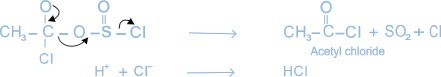 O O O
CH₃–C–O–S–Cl CH₃–C–Cl + SO₂ + Cl
Cl Acetyl chloride
H⁺ + Cl⁻ HCl